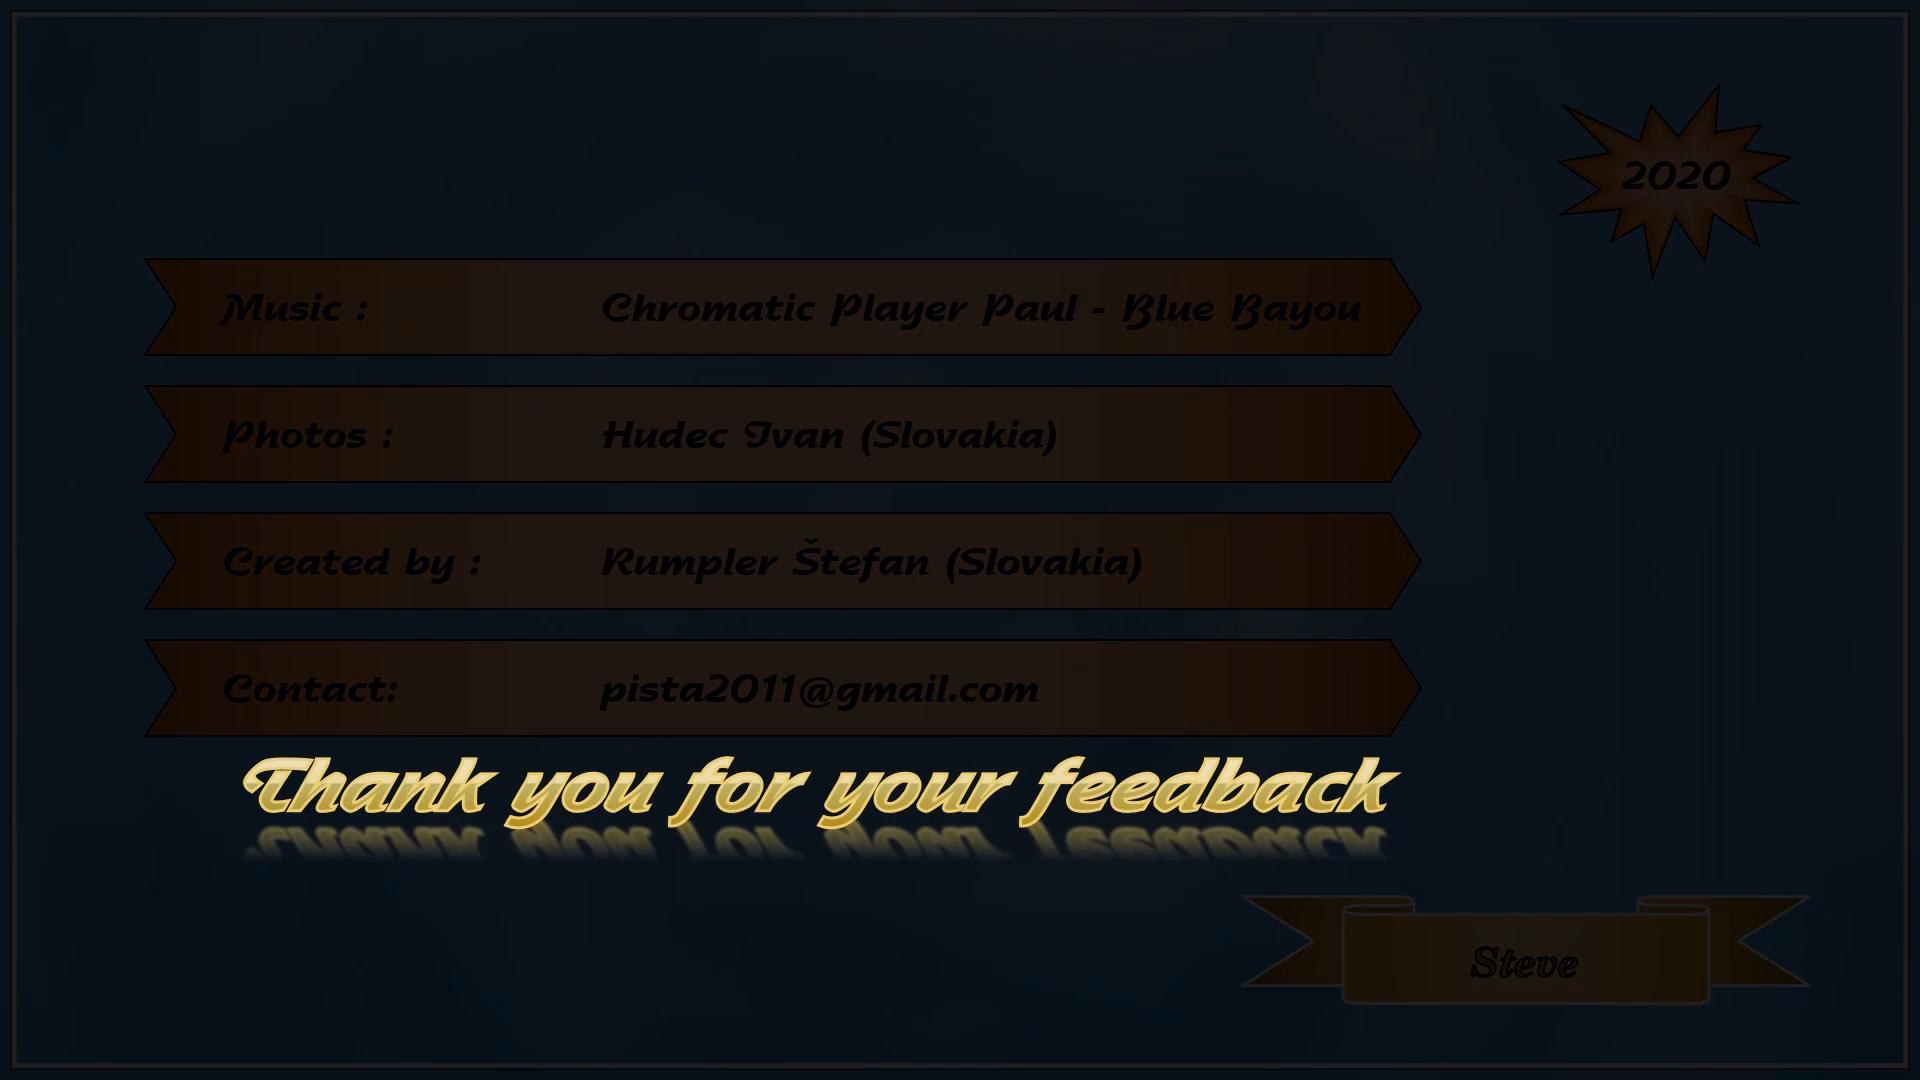 2020
Music : Chromatic Player Paul - Blue Bayou
Photos : Hudec Ivan (Slovakia)
Created by : Rumpler Štefan (Slovakia)
Contact: pista2011@gmail.com
Thank you for your feedback
Steve